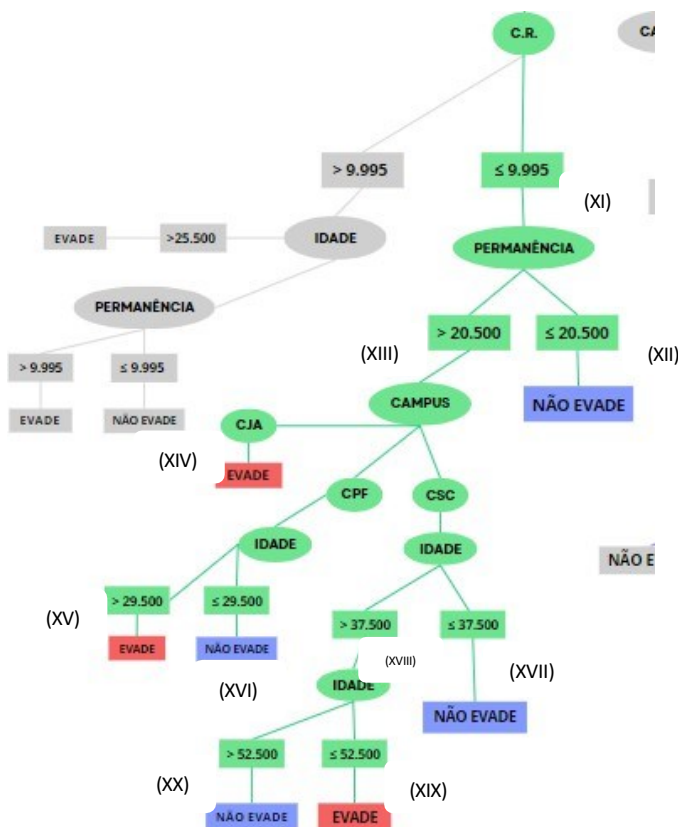 C.R.
> 9.995
≤ 9.995
(XI)
EVADE
>25.500
IDADE
PERMANÊNCIA
PERMANÊNCIA
> 9.995
≤ 9.995
(XIII)
> 20.500
≤ 20.500
(XII)
EVADE
NÃO EVADE
CAMPUS
NÃO EVADE
CJA
(XIV)
EVADE
CPF
CSC
IDADE
IDADE
NÃO E
(XV)
> 29.500
≤ 29.500
> 37.500
≤ 37.500
EVADE
NÃO EVADE
(XVIII)
(XVII)
(XVI)
IDADE
NÃO EVADE
> 52.500
≤ 52.500
(XX)
(XIX)
NÃO EVADE
EVADE